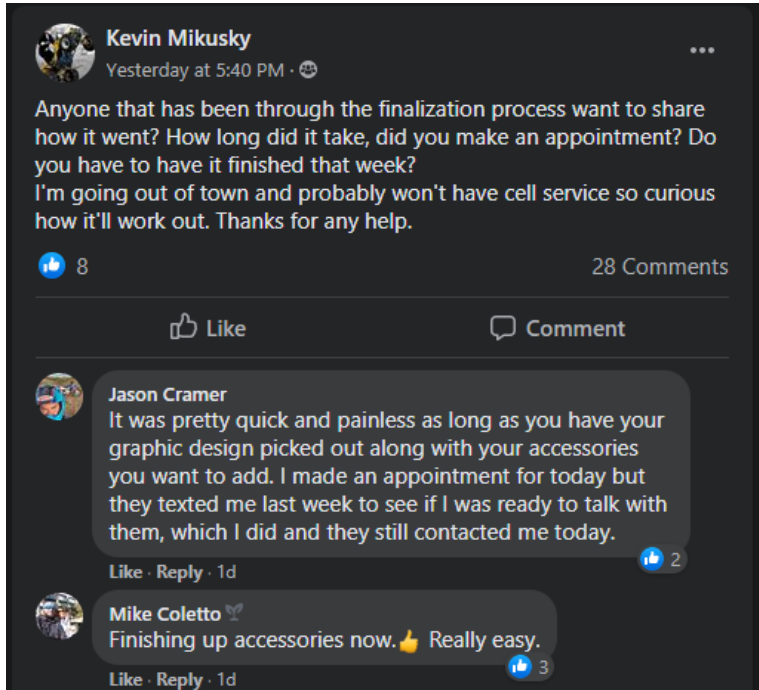 Kevin Mikusky
Yesterday at 5:40 PM ·
Anyone that has been through the finalization process want to share
how it went? How long did it take, did you make an appointment? Do
you have to have it finished that week?
I'm going out of town and probably won't have cell service so curious
how it'll work out. Thanks for any help.
8
28 Comments
Like
Comment
Jason Cramer
It was pretty quick and painless as long as you have your
graphic design picked out along with your accessories
you want to add. I made an appointment for today but
they texted me last week to see if I was ready to talk with
them, which I did and they still contacted me today.
2
Like · Reply · 1d
Mike Coletto
Finishing up accessories now.👍 Really easy.
3
Like · Reply · 1d